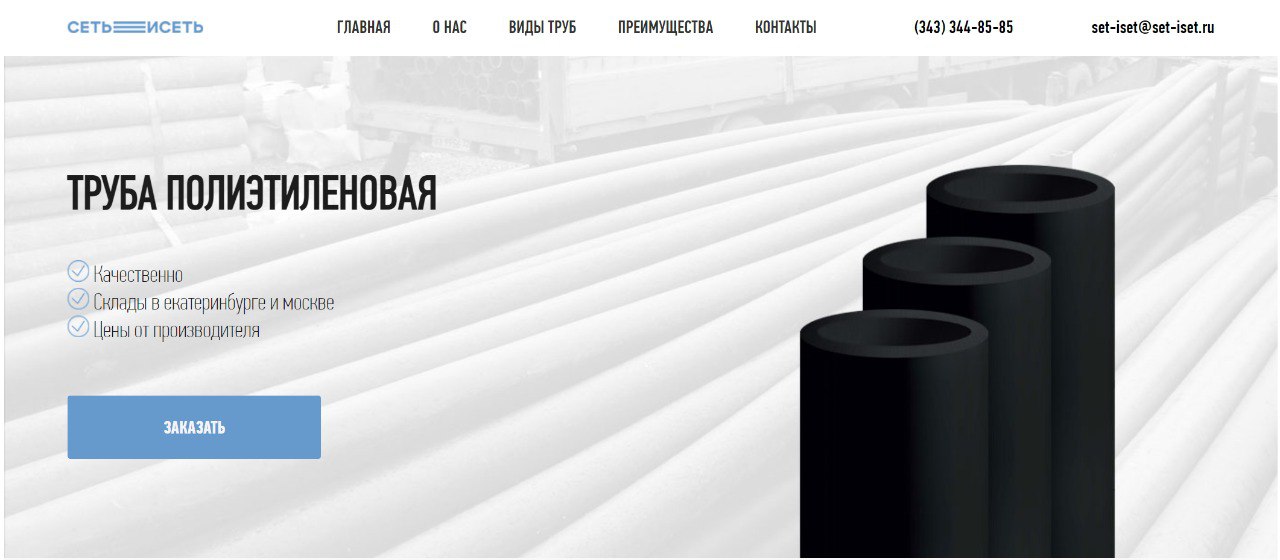 СЕТЬ ИСЕТЬ ГЛАВНАЯ О НАС ВИДЫ ТРУБ ПРЕИМУЩЕСТВА КОНТАКТЫ (343) 344-85-85 set-iset@set-iset.ru
ТРУБА ПОЛИЭТИЛЕНОВАЯ
Качественно
Склады в екатеринбурге и москве
Цены от производителя
ЗАКАЗАТЬ